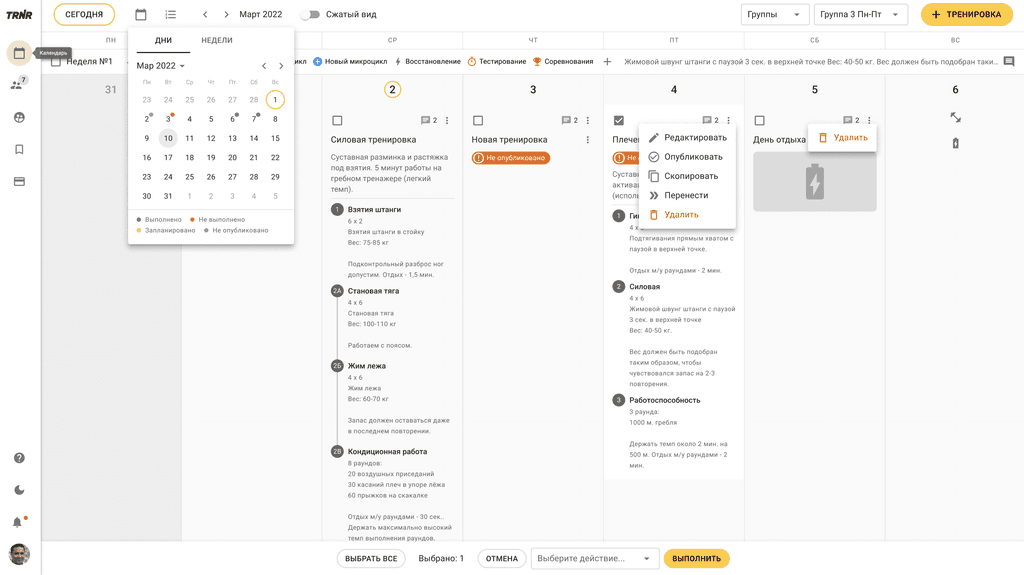 TRNR
СЕГОДНЯ
Март 2022
Сжатый вид
Группы
Группа 3 Пн-Пт
+ ТРЕНИРОВКА
ПН
СР
ЧТ
ПТ
СБ
ВС
Календарь
7
Неделя №1
икл
Новый микроцикл
Восстановление
Тестирование
Соревнования
Жимовой швунг штанги с паузой 3 сек. в верхней точке Вес: 40-50 кг. Вес должен быть подобран таки...
ДНИ
НЕДЕЛИ
Мар 2022
Пн Вт Ср Чт Пт Сб Вс
23 24 25 26 27 28 1
2 3 4 5 6 7 8
9 10 11 12 13 14 15
16 17 18 19 20 21 22
23 24 25 26 27 28 29
30 31 1 2 3 4 5
Выполнено
Не выполнено
Запланировано
Не опубликовано
31
2
2
Силовая тренировка
Суставная разминка и растяжка
под взятия. 5 минут работы на
гребном тренажере (легкий
темп).
1 Взятия штанги
6 x 2
Взятия штанги в стойку
Вес: 75-85 кг
Подконтрольный разброс ног
допустим. Отдых - 1,5 мин.
2А Становая тяга
4 x 6
Становая тяга
Вес: 100-110 кг
Работаем с поясом.
2Б Жим лежа
4 x 6
Жим лежа
Вес: 60-70 кг
Запас должен оставаться даже
в последнем повторении.
2В Кондиционная работа
8 раундов:
20 воздушных приседаний
30 касаний плеч в упоре лёжа
60 прыжков на скакалке
Отдых м/у раундами - 30 сек..
Держать максимально высокий
темп выполнения раундов.
3
2
Новая тренировка
Не опубликовано
4
2
Плече
Не
Сустав
актива
(исполь
Редактировать
Опубликовать
Скопировать
Перенести
Удалить
1 Ги
4 x
Подтягивания прямым хватом с
паузой в верхней точке.
Отдых м/у раундами - 2 мин.
2 Силовая
4 x 6
Жимовой швунг штанги с паузой
3 сек. в верхней точке
Вес: 40-50 кг.
Вес должен быть подобран
таким образом, чтобы
чувствовался запас на 2-3
повторения.
3 Работоспособность
3 раунда:
1000 м. гребля
Держать темп около 2 мин. на
500 м. Отдых м/у раундами - 2
мин.
5
2
День отдыха
Удалить
6
ВЫБРАТЬ ВСЕ
Выбрано: 1
ОТМЕНА
Выберите действие...
ВЫПОЛНИТЬ